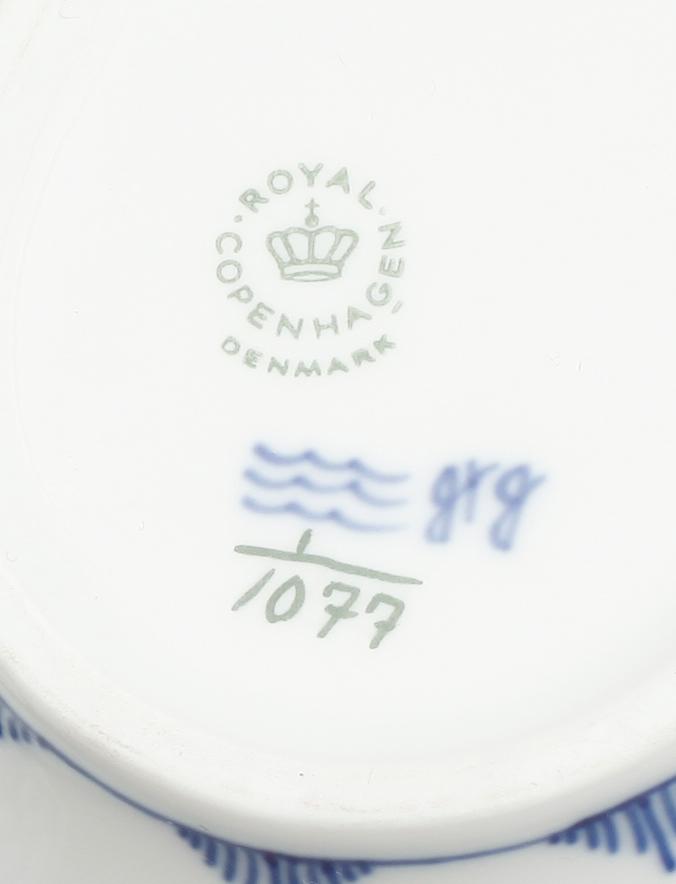 ROYAL
COPENHAGEN
DENMARK
grg
1
1077